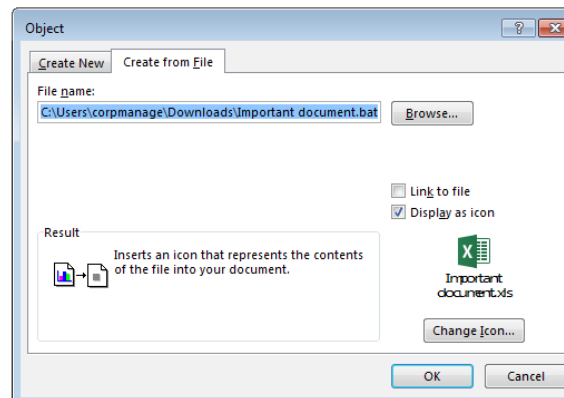 Object
Create New
Create from File
File name:
C:\Users\corpmanage\Downloads\Important document.bat
Browse...
Link to file
Display as icon
Result
Inserts an icon that represents the contents
of the file into your document.
Important
document.xls
Change Icon...
OK
Cancel